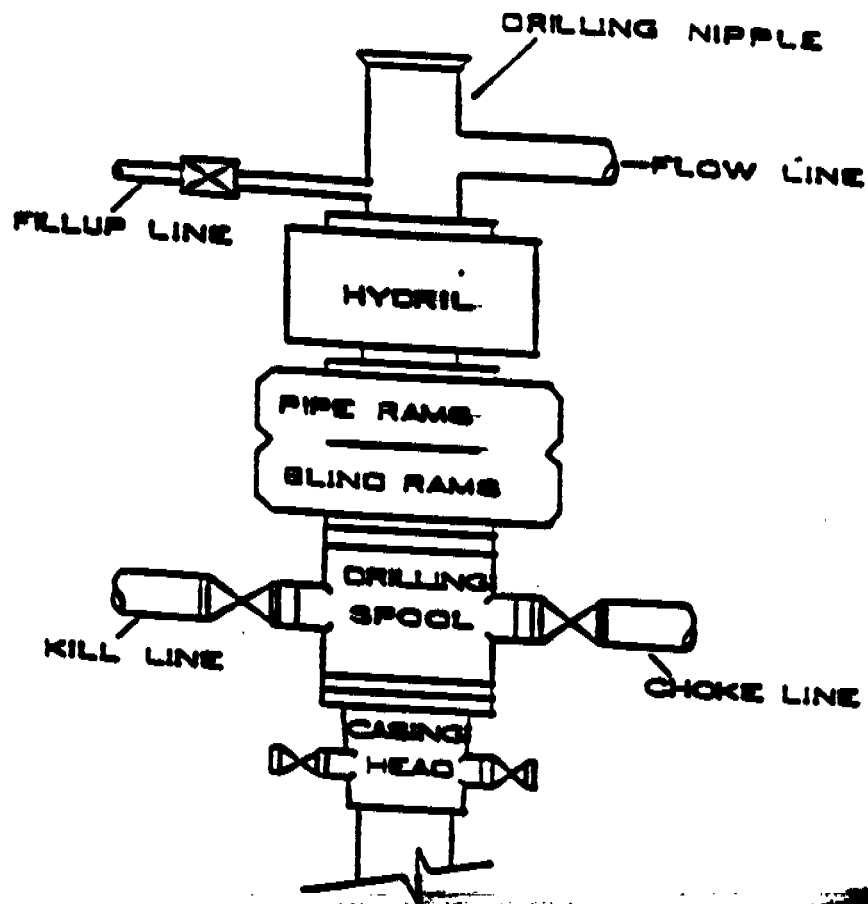 DRILLING NIPPLE
FLOW LINE
FILLUP LINE
HYDRIL
PIPE RAMS
BLIND RAMS
DRILLING
SPOOL
KILL LINE
CHOKE LINE
CASING
HEAD